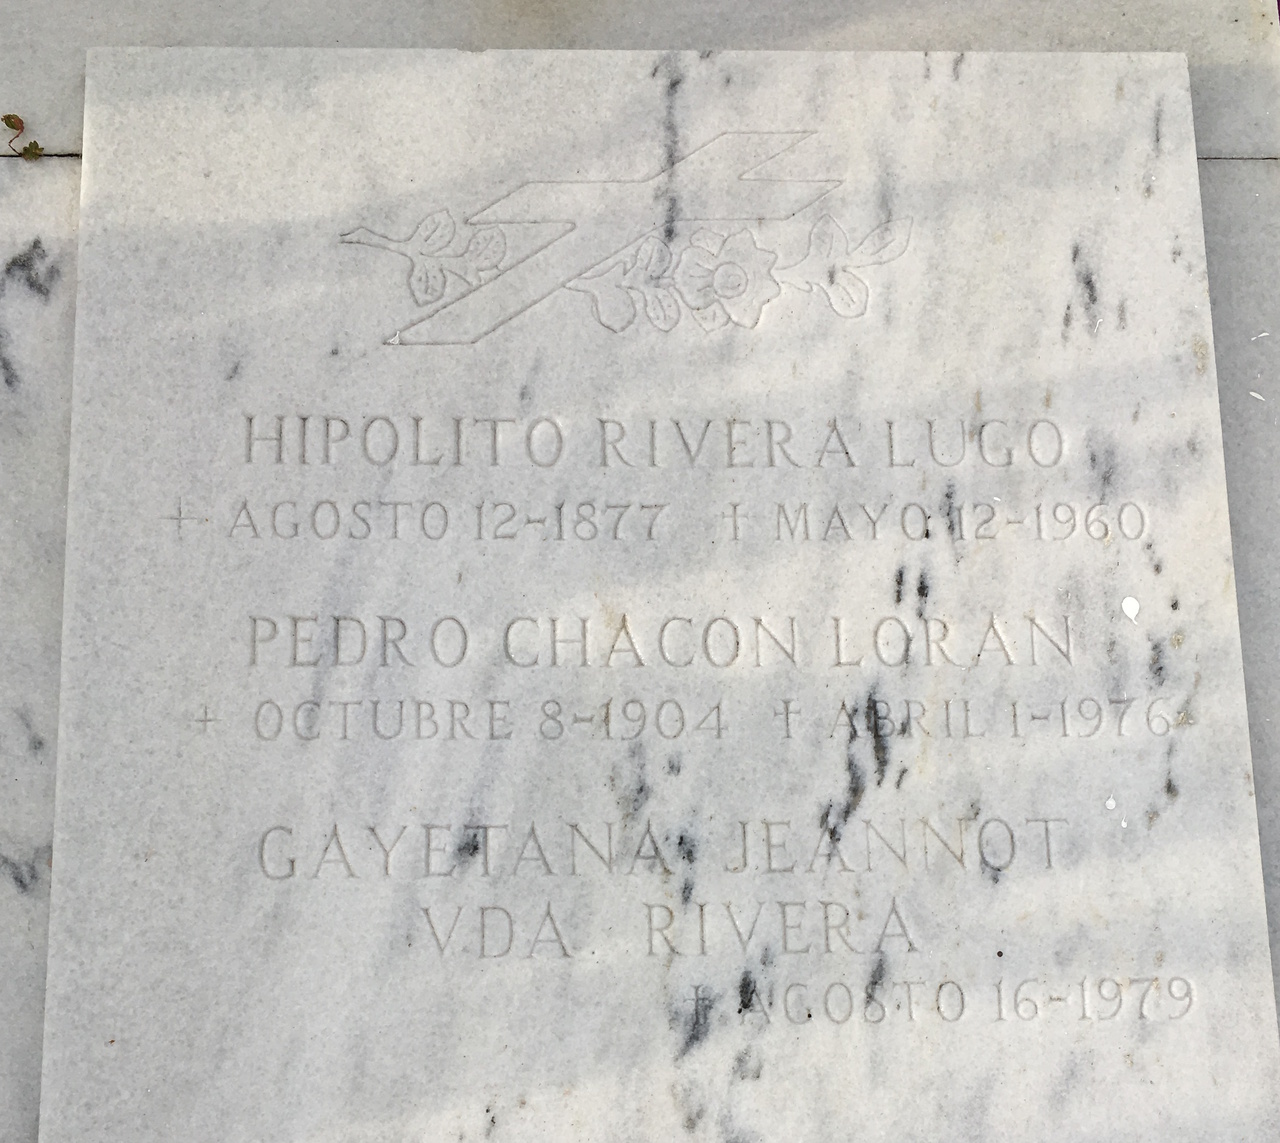 HIPOLITO RIVERA LUGO
+ AGOSTO 12-1877 † MAYO 12-1960
PEDRO CHACON LORAN
+ OCTUBRE 8-1904 † ABRIL 1-1976
GAYETANA JEANNOT
VDA. RIVERA
† AGOSTO 16-1979